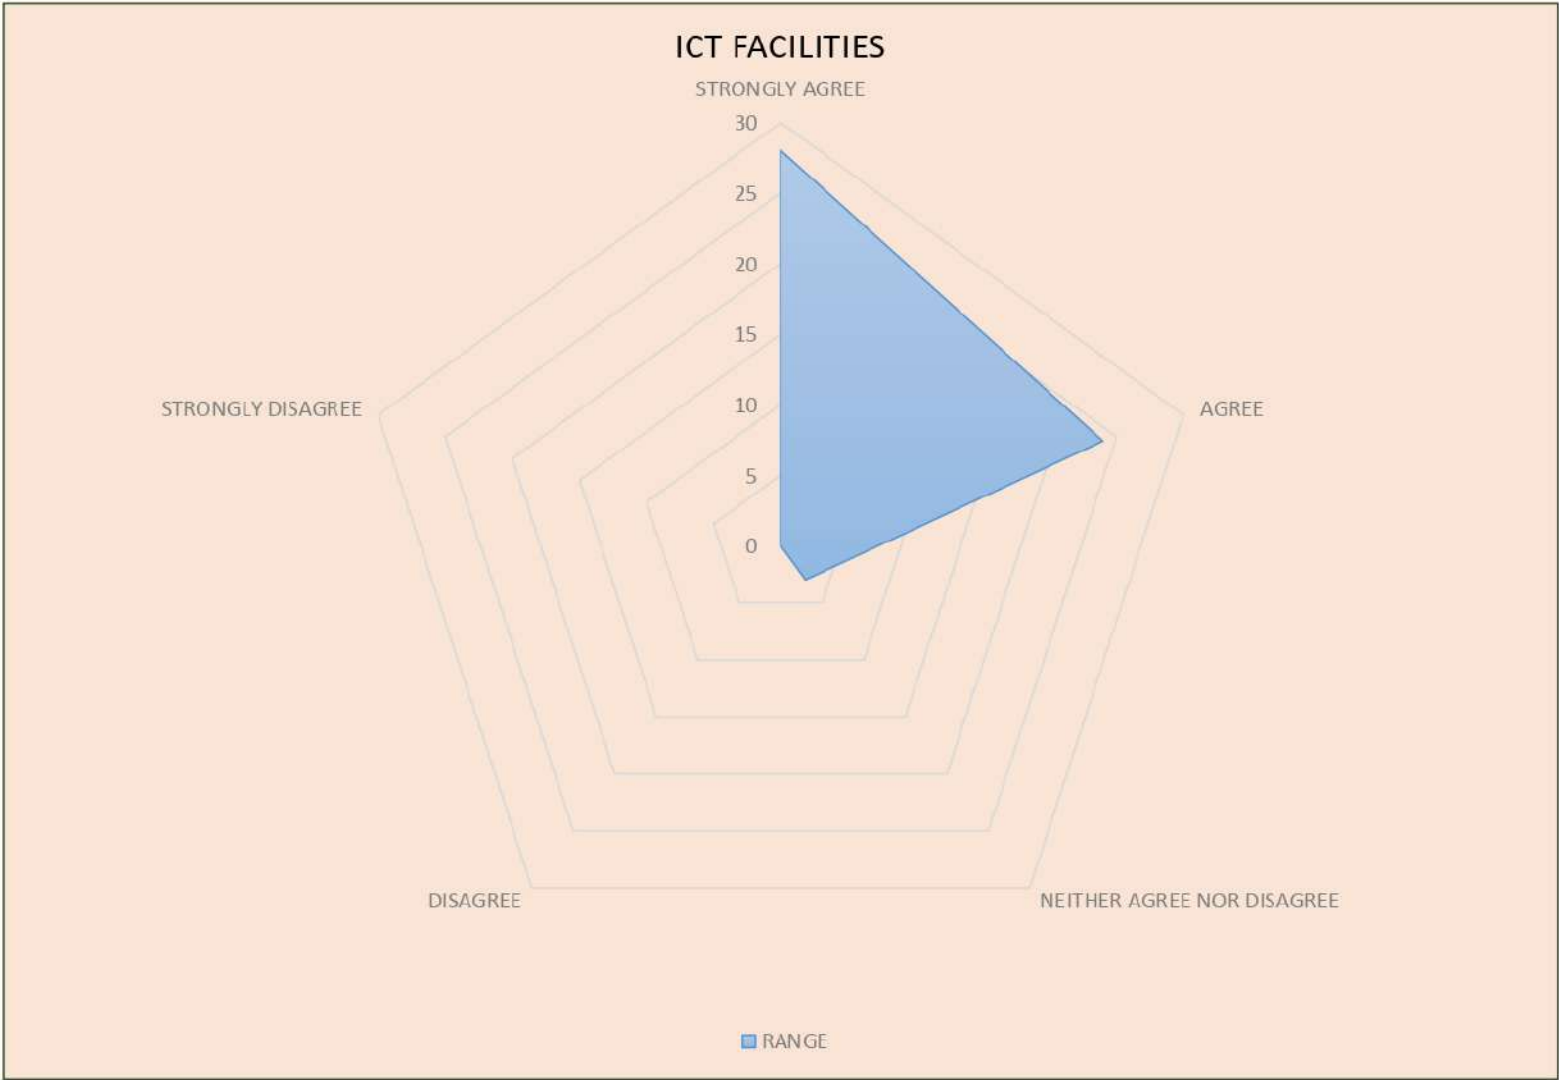 ICT FACILITIES
STRONGLY AGREE
30
25
20
15
10
5
0
STRONGLY DISAGREE
AGREE
DISAGREE
NEITHER AGREE NOR DISAGREE
RANGE